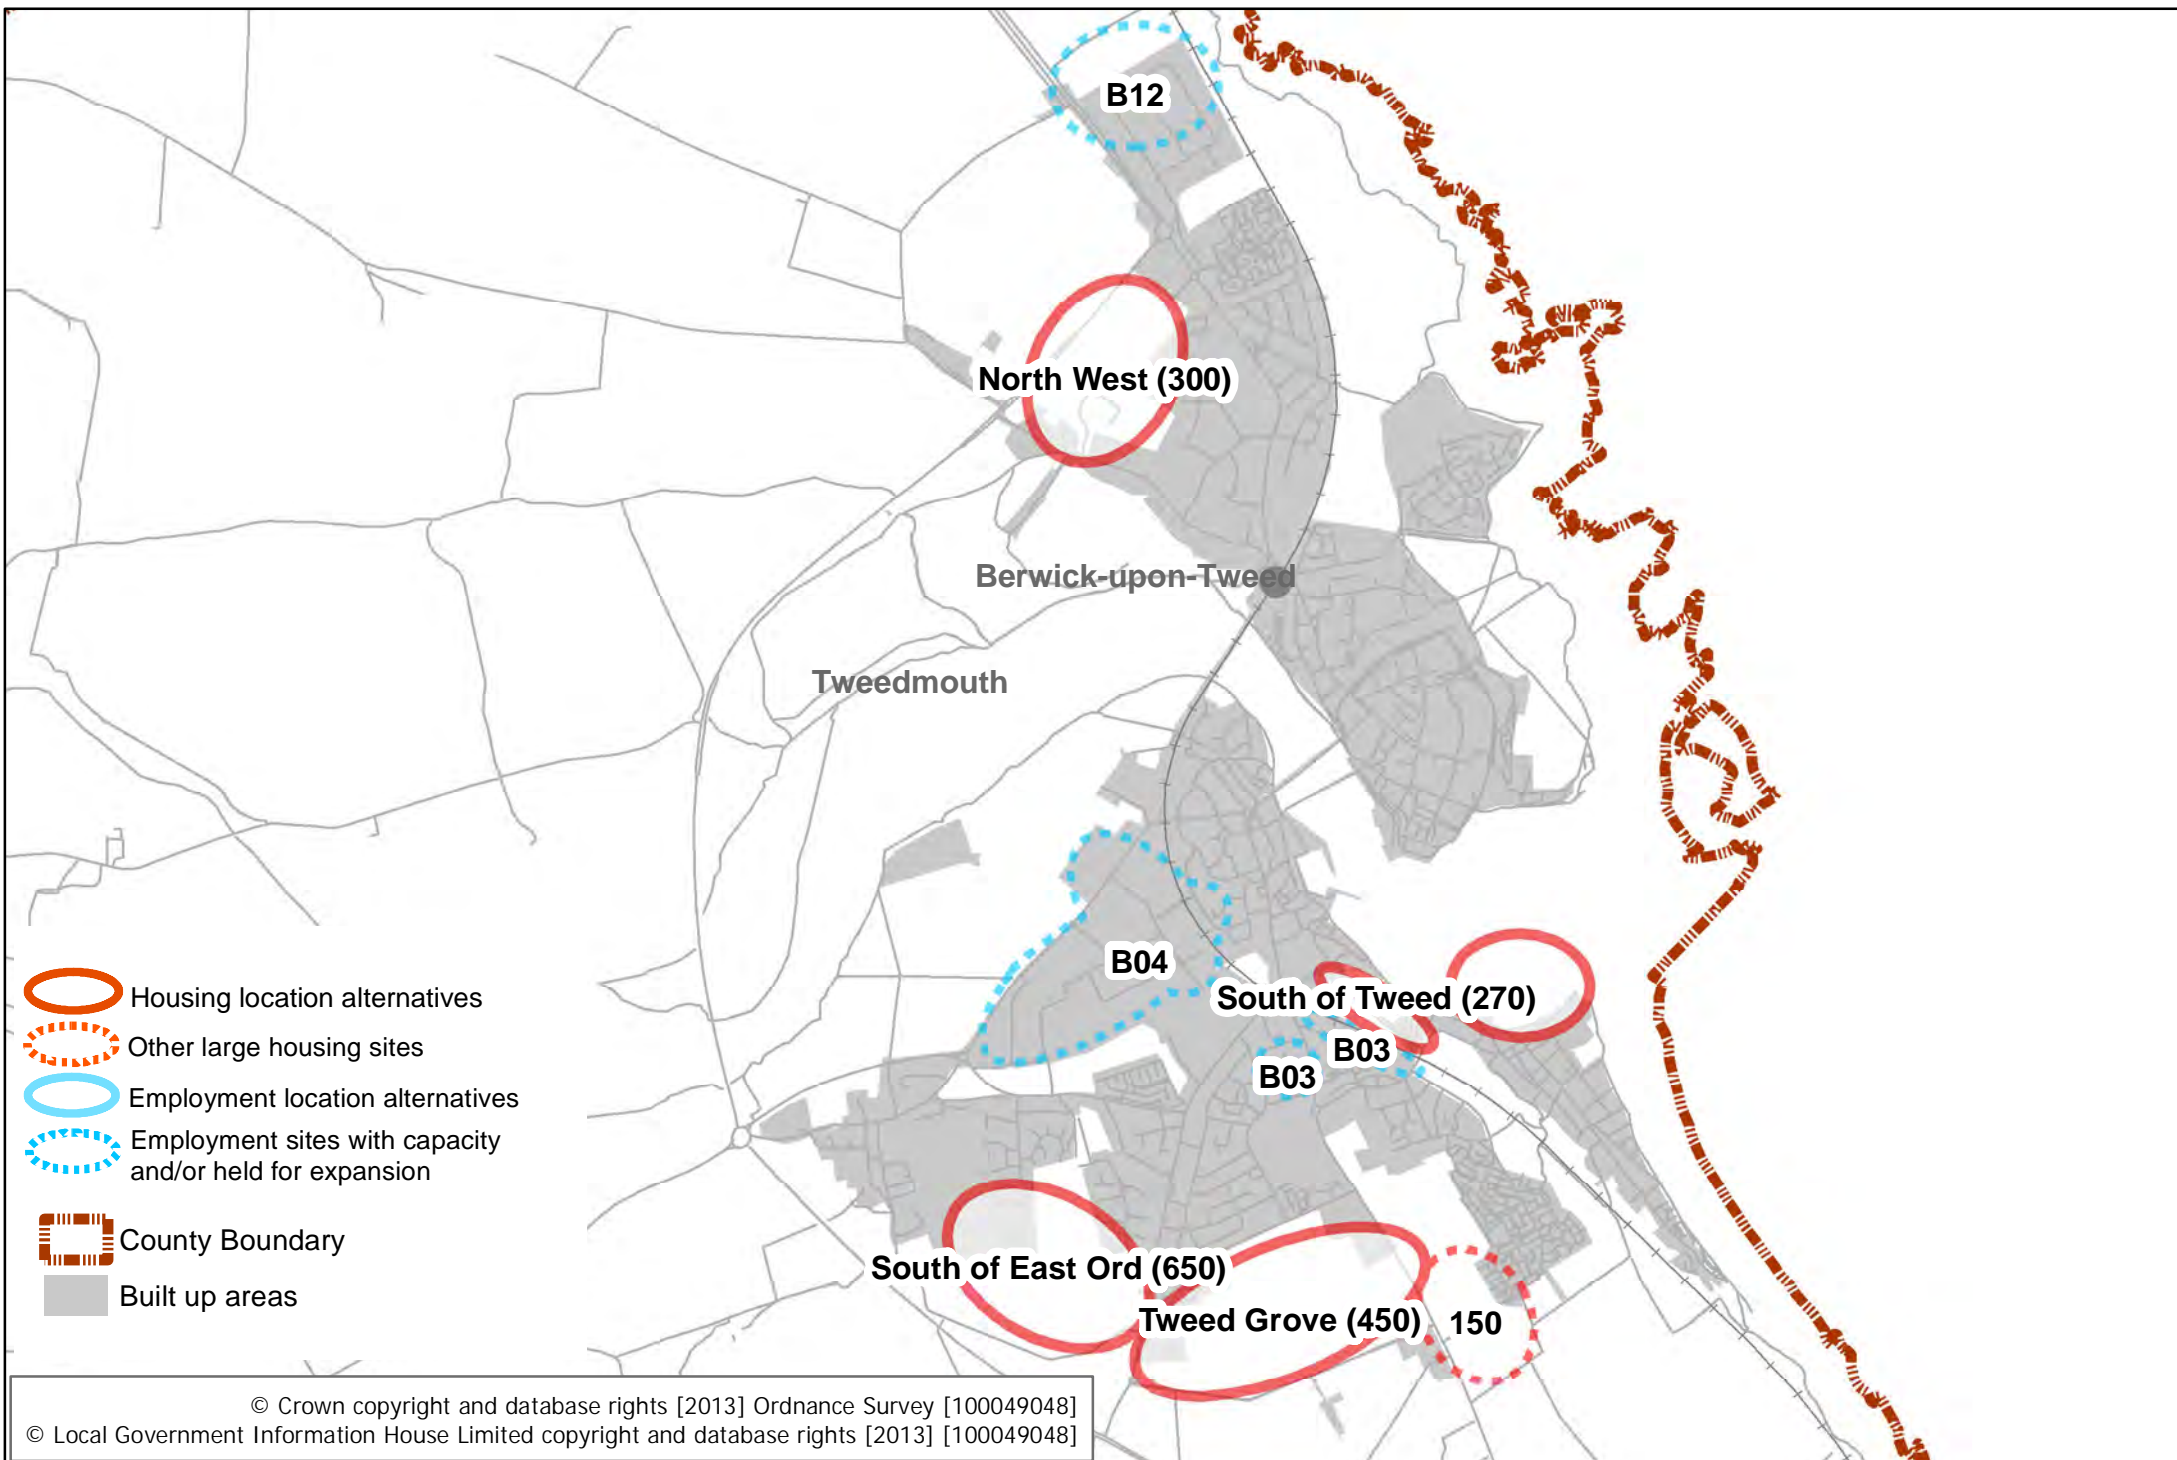 B12
North West (300)
Berwick-upon-Tweed
Tweedmouth
B04
South of Tweed (270)
B03
B03
South of East Ord (650)
Tweed Grove (450)
150
Housing location alternatives
Other large housing sites
Employment location alternatives
Employment sites with capacity
and/or held for expansion
County Boundary
Built up areas
© Crown copyright and database rights [2013] Ordnance Survey [100049048]
© Local Government Information House Limited copyright and database rights [2013] [100049048]